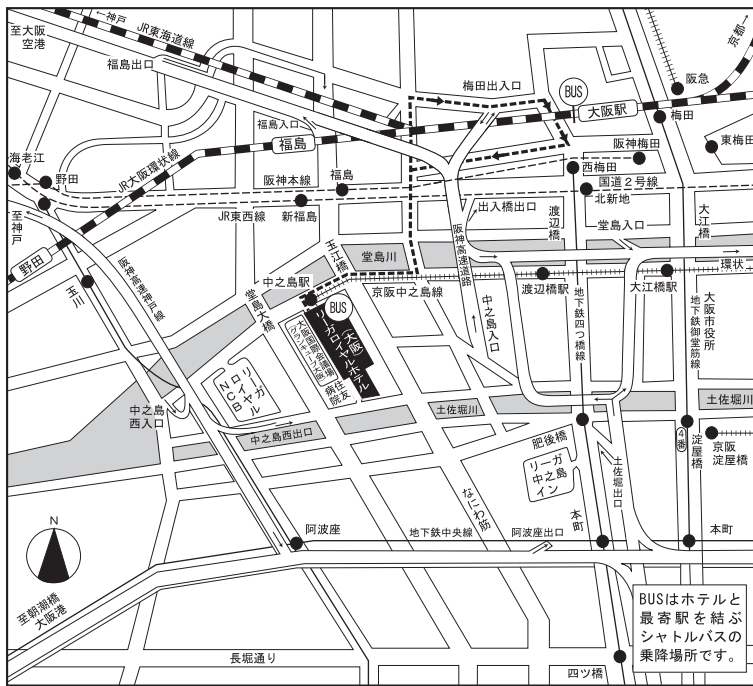 ←神戸
JR東海道線
至大阪
空港
福島出口
梅田出入口
BUS
京都→
阪急
大阪駅
梅田
福島入口
福島
東梅田
海老江
野田
JR大阪環状線
阪神梅田
西梅田
阪神本線
福島
国道2号線
北新地
JR東西線
新福島
至神戸
出入橋出口
渡辺橋
堂島入口
大江橋
阪神高速道路
玉江橋
堂島川
野田
阪神高速神戸線
玉川
堂島大橋
中之島駅
BUS
京阪中之島線
渡辺橋駅
大江橋駅
環状
中之島入口
地下鉄四つ橋線
大阪市役所
地下鉄御堂筋線
リーガロイヤルホテル
(大阪)
大阪国際会議場
(グランキューブ大阪)
住友
病院
リーガ
ロイヤル
NCB
中之島
西入口
中之島西出口
土佐堀川
土佐堀川
肥後橋
リーガ
中之島
イン
土佐堀出口
4番
淀屋橋
京阪
淀屋橋
なにわ筋
本町
N
阿波座
地下鉄中央線
阿波座出口
本町
至朝潮橋
大阪港
長堀通り
四ツ橋
BUSはホテルと
最寄駅を結ぶ
シャトルバスの
乗降場所です。